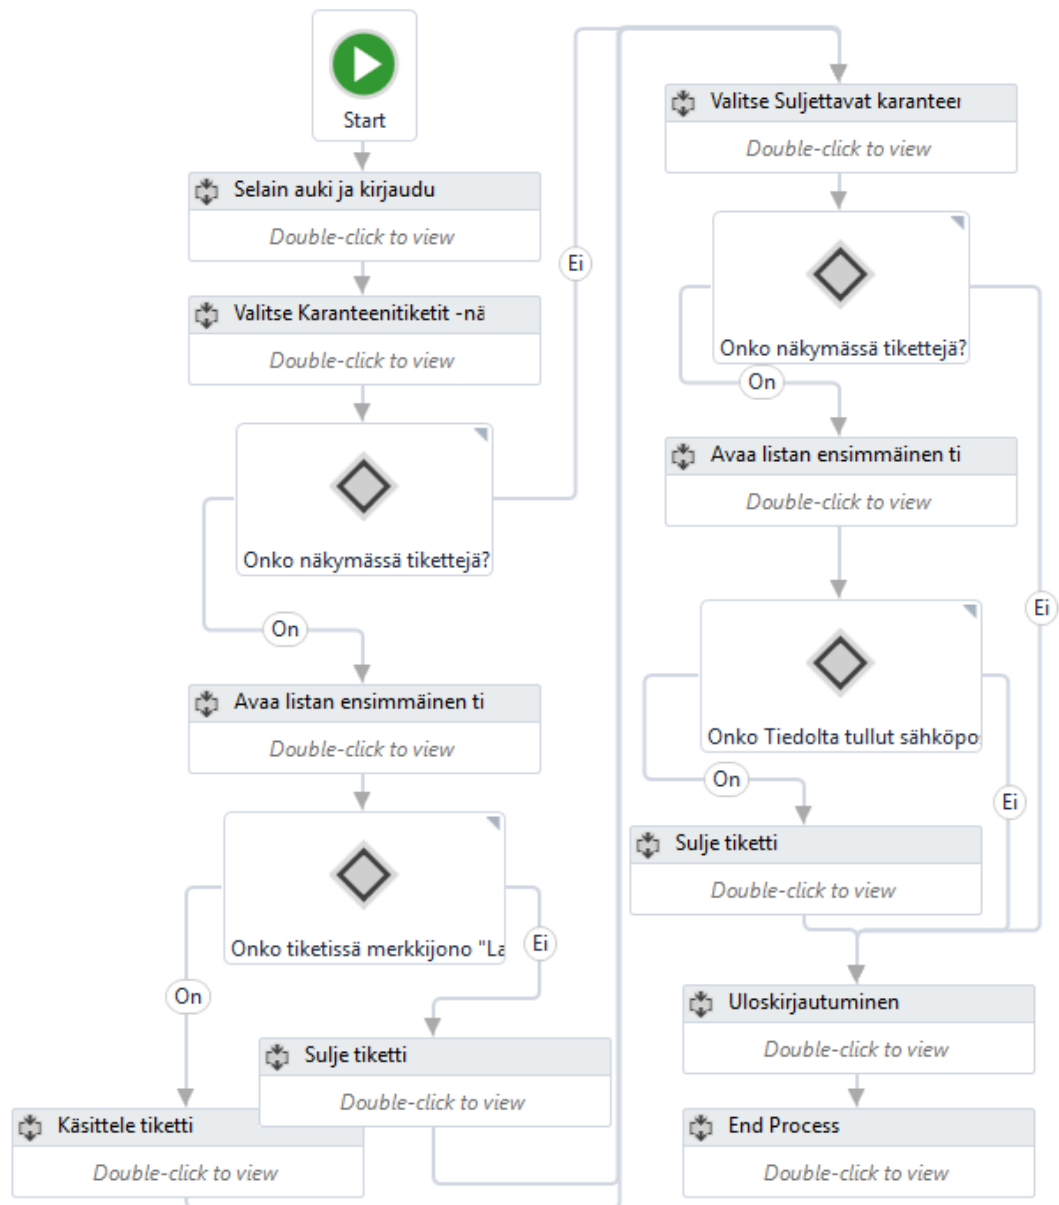 Start
Selain auki ja kirjaudu
Double-click to view
Valitse Karanteenitiketit -nä
Double-click to view
Onko näkymässä tikettejä?
Ei
On
Avaa listan ensimmäinen ti
Double-click to view
Onko tiketissä merkkijono "La
Ei
On
Sulje tiketti
Double-click to view
Käsittele tiketti
Double-click to view
Valitse Suljettavat karanteer
Double-click to view
Onko näkymässä tikettejä?
On
Ei
Avaa listan ensimmäinen ti
Double-click to view
Onko Tiedolta tullut sähköpo
On
Ei
Sulje tiketti
Double-click to view
Uloskirjautuminen
Double-click to view
End Process
Double-click to view